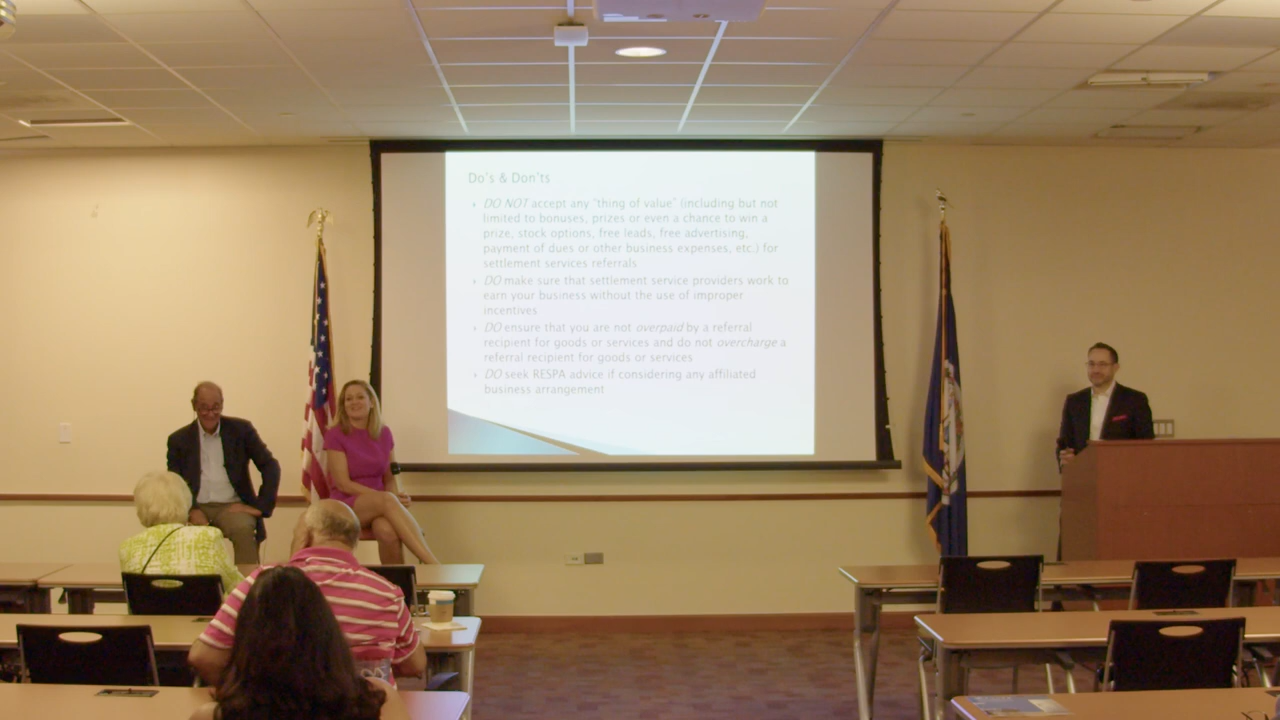 Do's & Don'ts
DO NOT accept any "thing of value" (including but not
limited to bonuses, prizes or even a chance to win a
prize, stock options, free leads, free advertising,
payment of dues or other business expenses, etc.) for
settlement services referrals
DO make sure that settlement service providers work to
earn your business without the use of improper
incentives
DO ensure that you are not overpaid by a referral
recipient for goods or services and do not overcharge a
referral recipient for goods or services
DO seek RESPA advice if considering any affiliated
business arrangement